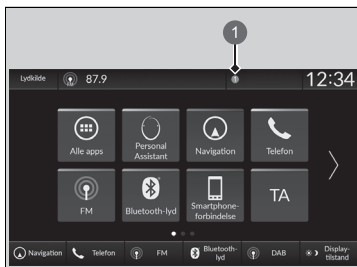 1
Lydkilde 87.9 12:34
Alle apps
Personal
Assistant
Navigation
Telefon
FM
Bluetooth-lyd
Smartphone-
forbindelse
TA
Navigation Telefon FM Bluetooth-
lyd DAB Display-
tilstand